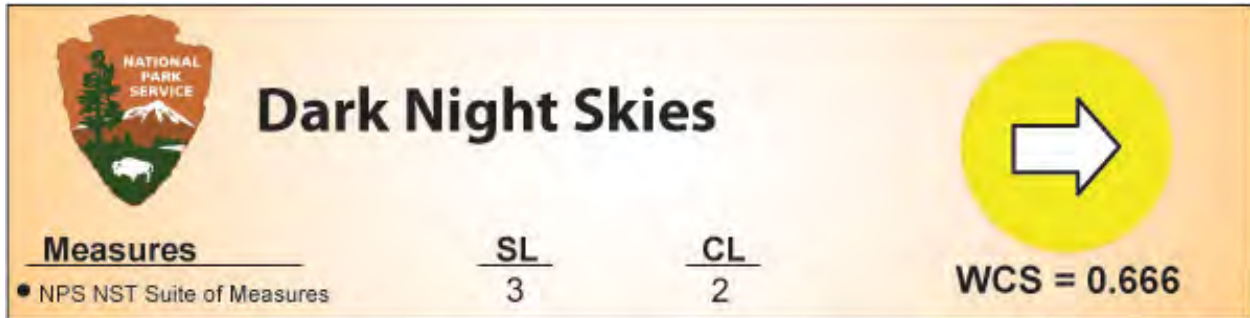 NATIONAL
PARK
SERVICE
Dark Night Skies
Measures SL CL
• NPS NST Suite of Measures 3 2
WCS = 0.666